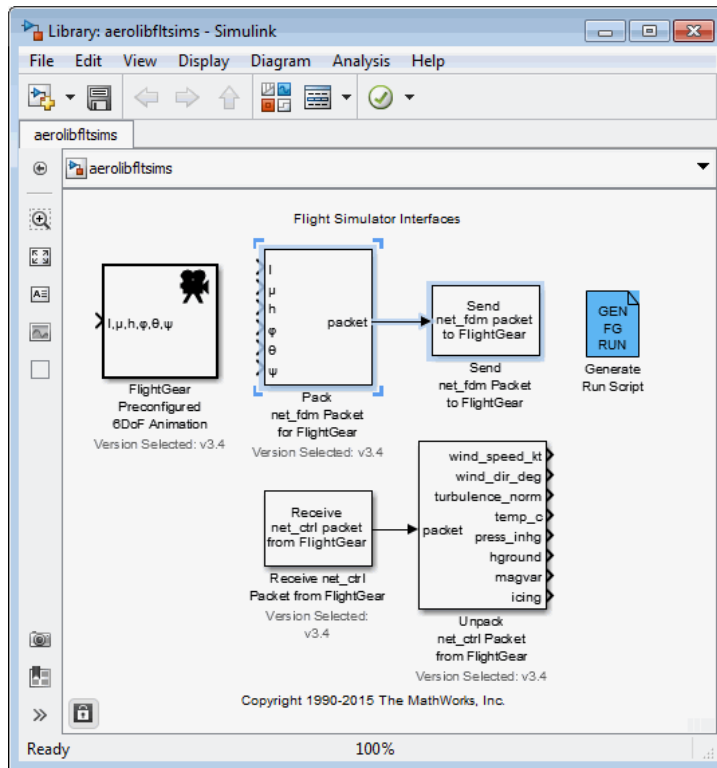 Library: aerolibfltsims - Simulink
File Edit View Display Diagram Analysis Help
aerolibfltsims
aerolibfltsims
Flight Simulator Interfaces
l,μ,h,φ,θ,ψ
FlightGear
Preconfigured
6DoF Animation
Version Selected: v3.4
l
μ
h
φ
θ
ψ
packet
Pack
net_fdm Packet
for FlightGear
Version Selected: v3.4
Send
net_fdm packet
to FlightGear
Send
net_fdm Packet
to FlightGear
GEN
FG
RUN
Generate
Run Script
Receive
net_ctrl packet
from FlightGear
Receive net_ctrl
Packet from FlightGear
Version Selected:
v3.4
packet
wind_speed_kt
wind_dir_deg
turbulence_norm
temp_c
press_inhg
hground
magvar
icing
Unpack
net_ctrl Packet
from FlightGear
Version Selected: v3.4
Copyright 1990-2015 The MathWorks, Inc.
Ready 100%